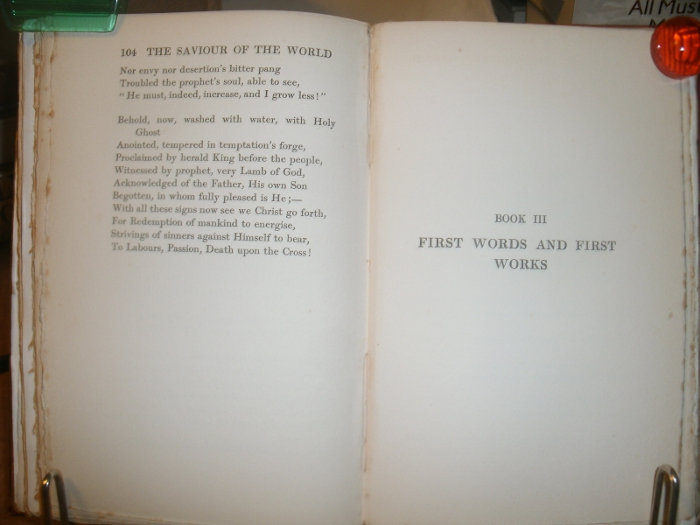 All Must
104 THE SAVIOUR OF THE WORLD
Nor envy nor desertion's bitter pang
Troubled the prophet's soul, able to see,
"He must, indeed, increase, and I grow less!"
Behold, now, washed with water, with Holy
Ghost
Anointed, tempered in temptation's forge,
Proclaimed by herald King before the people,
Witnessed by prophet, very Lamb of God,
Acknowledged of the Father, His own Son
Begotten, in whom fully pleased is He;—
With all these signs now see we Christ go forth,
For Redemption of mankind to energise,
Strivings of sinners against Himself to bear,
To Labours, Passion, Death upon the Cross!
BOOK III
FIRST WORDS AND FIRST
WORKS